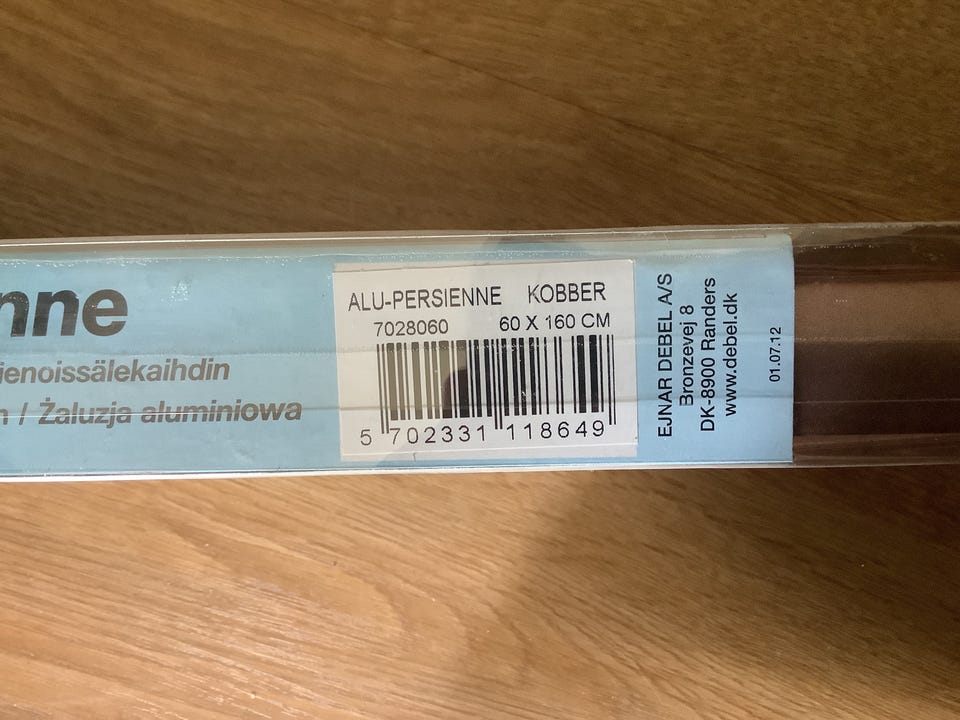 nne
ienoissälekaihdin
/ Żaluzja aluminiowa
ALU-PERSIENNE KOBBER
7028060 60 X 160 CM
5 702331 118649
EJNAR DEBEL A/S
Bronzevej 8
DK-8900 Randers
www.debel.dk
01.07.12